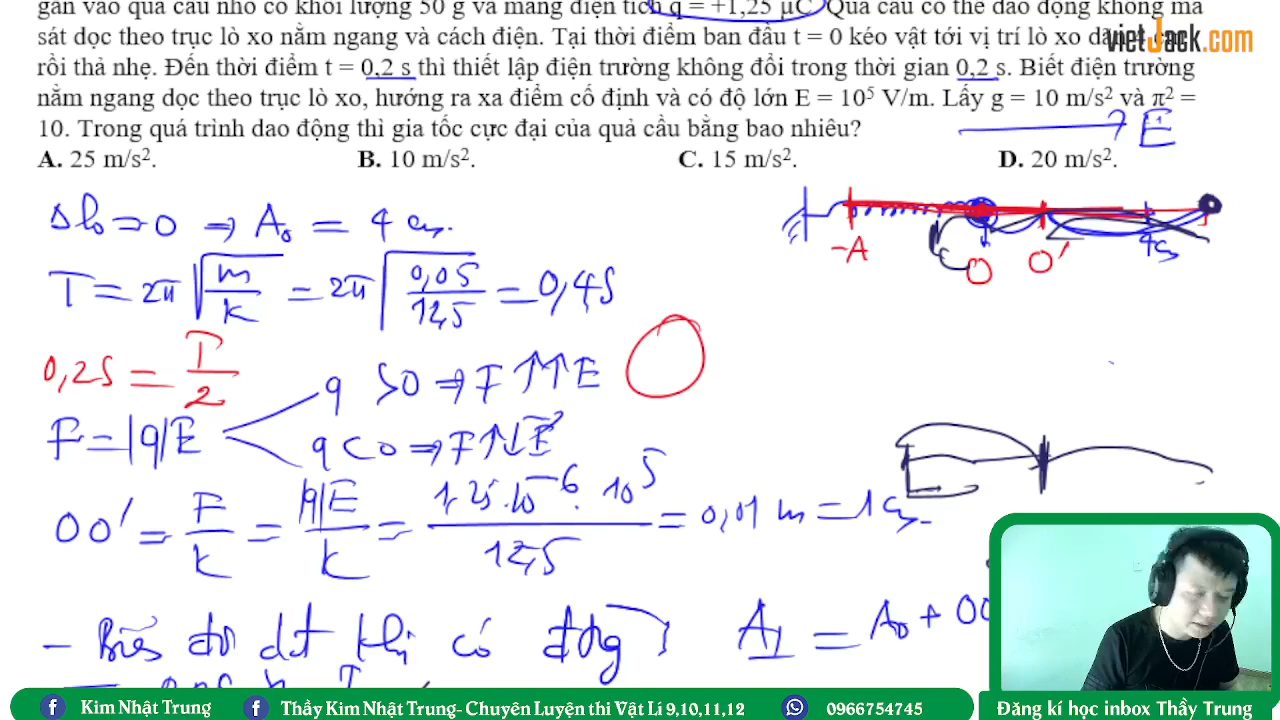 gắn vào quả cầu nhỏ có khối lượng 50 g và mang điện tích q = +1,25 μC. Quả cầu có thể dao động không ma
sát dọc theo trục lò xo nằm ngang và cách điện. Tại thời điểm ban đầu t = 0 kéo vật tới vị trí lò xo
vietJack.com
rồi thả nhẹ. Đến thời điểm t = 0,2 s thì thiết lập điện trường không đổi trong thời gian 0,2 s. Biết điện trường
nằm ngang dọc theo trục lò xo, hướng ra xa điểm cố định và có độ lớn E = 10⁵ V/m. Lấy g = 10 m/s² và π² =
10. Trong quá trình dao động thì gia tốc cực đại của quả cầu bằng bao nhiêu?
E
A. 25 m/s². B. 10 m/s². C. 15 m/s². D. 20 m/s².
Δl₀ = 0 ⇒ A₀ = 4 cm.
-A O O' 4cm
T = 2π√(m/k) = 2π√(0,05/12,5) = 0,4s
0,2s = T/2
q > 0 ⇒ F↑↑E
F = |q|E
q < 0 ⇒ F↑↓E
OO' = F/k = |q|E/k = 1,25.10⁻⁶.10⁵/12,5 = 0,01 m = 1 cm.
- Biên độ dđ khi có đtrg A₁ = A₀ + OO
Kim Nhật Trung
Thầy Kim Nhật Trung- Chuyên Luyện thi Vật Lí 9,10,11,12
0966754745
Đăng kí học inbox Thầy Trung